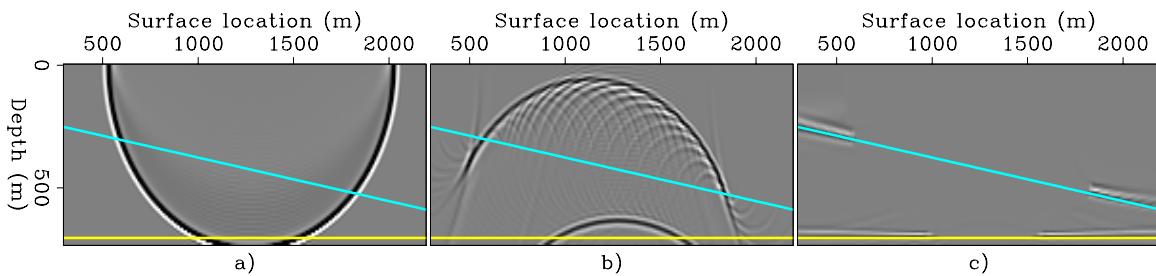 Surface location (m) Surface location (m) Surface location (m)
500 1000 1500 2000 500 1000 1500 2000 500 1000 1500 2000
0
Depth (m)
500
a) b) c)